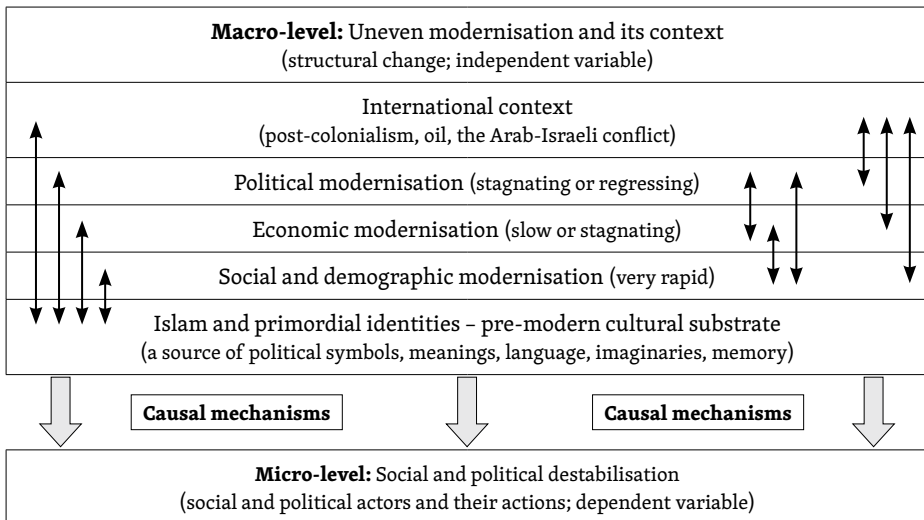 Macro-level: Uneven modernisation and its context
(structural change; independent variable)
International context
(post-colonialism, oil, the Arab-Israeli conflict)
Political modernisation (stagnating or regressing)
Economic modernisation (slow or stagnating)
Social and demographic modernisation (very rapid)
Islam and primordial identities – pre-modern cultural substrate
(a source of political symbols, meanings, language, imaginaries, memory)
Causal mechanisms
Causal mechanisms
Micro-level: Social and political destabilisation
(social and political actors and their actions; dependent variable)